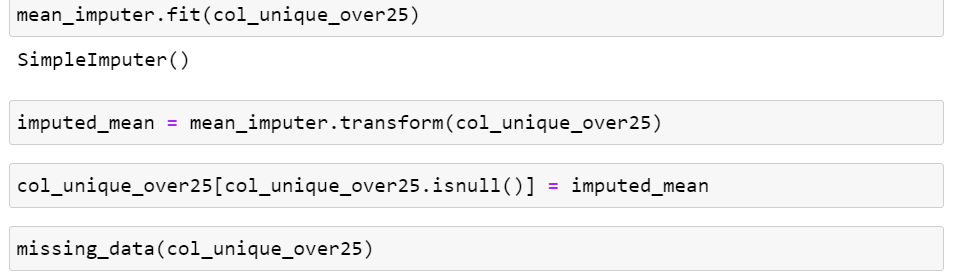 mean_imputer.fit(col_unique_over25)
SimpleImputer()
imputed_mean = mean_imputer.transform(col_unique_over25)
col_unique_over25[col_unique_over25.isnull()] = imputed_mean
missing_data(col_unique_over25)